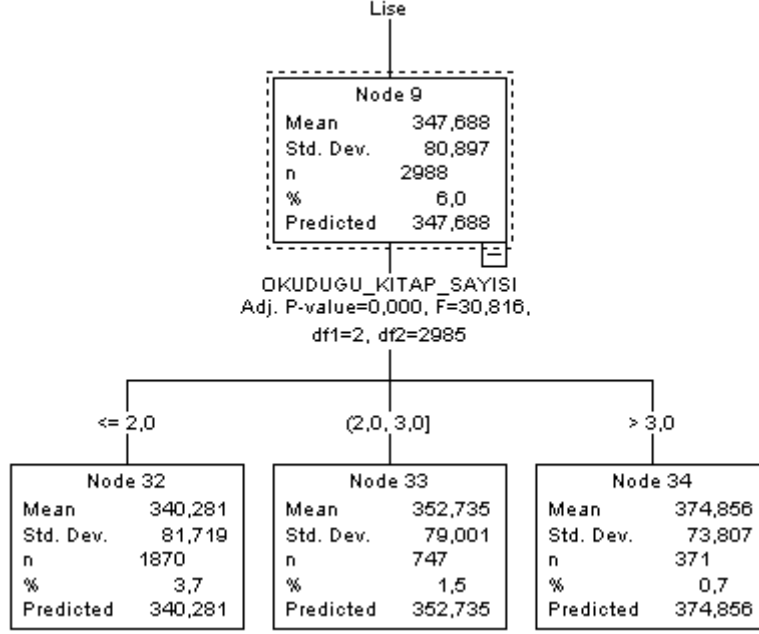 Lise
Node 9
Mean 347,688
Std. Dev. 80,897
n 2988
% 6,0
Predicted 347,688
OKUDUGU_KITAP_SAYISI
Adj. P-value=0,000, F=30,816,
df1=2, df2=2985
<= 2,0
(2,0, 3,0]
> 3,0
Node 32
Mean 340,281
Std. Dev. 81,719
n 1870
% 3,7
Predicted 340,281
Node 33
Mean 352,735
Std. Dev. 79,001
n 747
% 1,5
Predicted 352,735
Node 34
Mean 374,856
Std. Dev. 73,807
n 371
% 0,7
Predicted 374,856